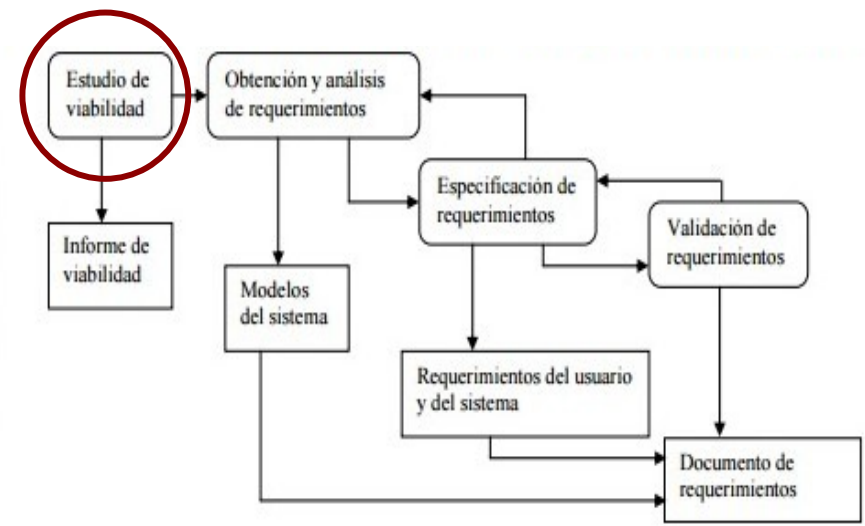 Estudio de
viabilidad
Obtención y análisis
de requerimientos
Especificación de
requerimientos
Validación de
requerimientos
Informe de
viabilidad
Modelos
del sistema
Requerimientos del usuario
y del sistema
Documento de
requerimientos